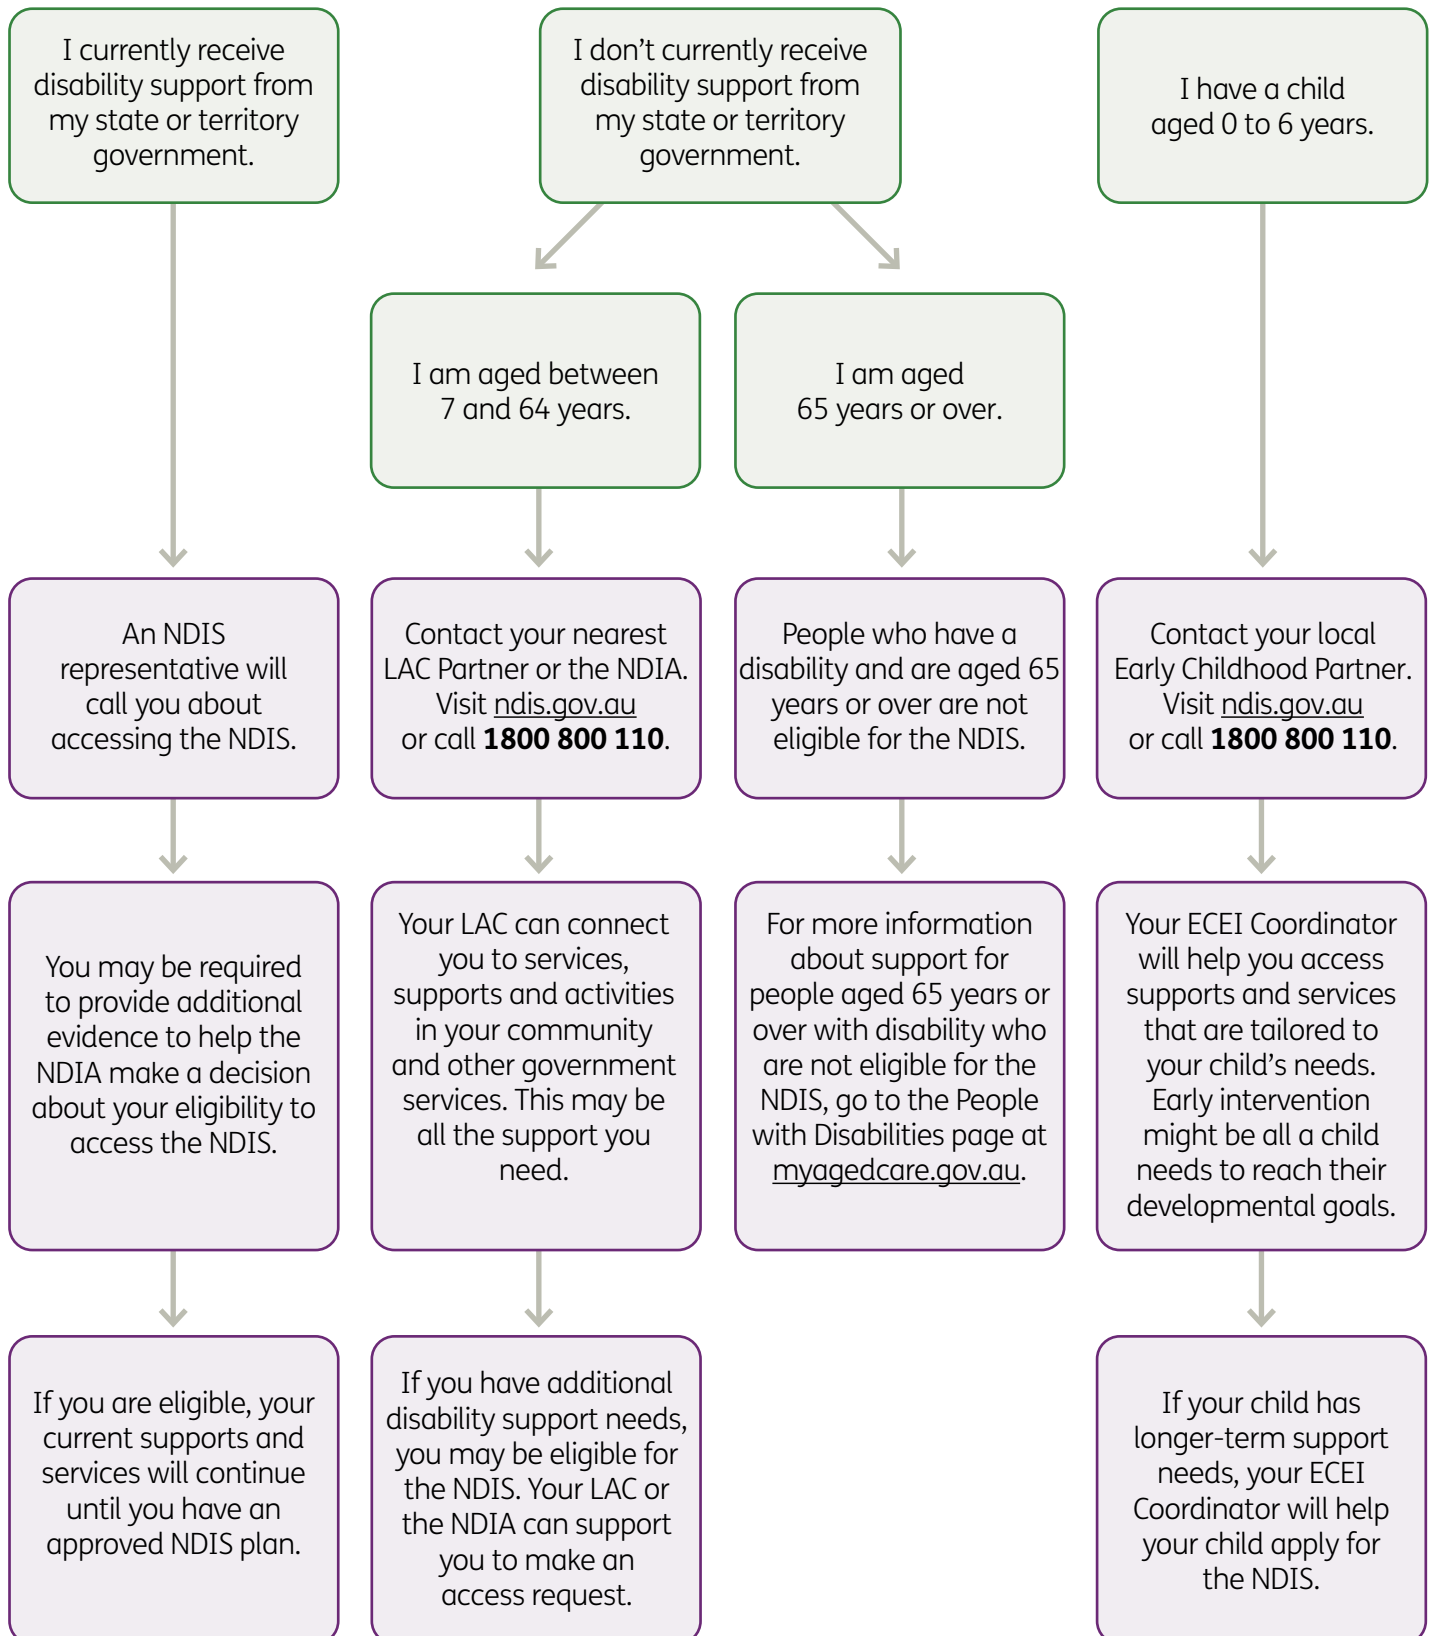 I currently receive
disability support from
my state or territory
government.
I don’t currently receive
disability support from
my state or territory
government.
I have a child
aged 0 to 6 years.
I am aged between
7 and 64 years.
I am aged
65 years or over.
An NDIS
representative will
call you about
accessing the NDIS.
Contact your nearest
LAC Partner or the NDIA.
Visit ndis.gov.au
or call 1800 800 110.
People who have a
disability and are aged 65
years or over are not
eligible for the NDIS.
Contact your local
Early Childhood Partner.
Visit ndis.gov.au
or call 1800 800 110.
You may be required
to provide additional
evidence to help the
NDIA make a decision
about your eligibility to
access the NDIS.
Your LAC can connect
you to services,
supports and activities
in your community
and other government
services. This may be
all the support you
need.
For more information
about support for
people aged 65 years or
over with disability who
are not eligible for the
NDIS, go to the People
with Disabilities page at
myagedcare.gov.au.
Your ECEI Coordinator
will help you access
supports and services
that are tailored to
your child’s needs.
Early intervention
might be all a child
needs to reach their
developmental goals.
If you are eligible, your
current supports and
services will continue
until you have an
approved NDIS plan.
If you have additional
disability support needs,
you may be eligible for
the NDIS. Your LAC or
the NDIA can support
you to make an
access request.
If your child has
longer-term support
needs, your ECEI
Coordinator will help
your child apply for
the NDIS.